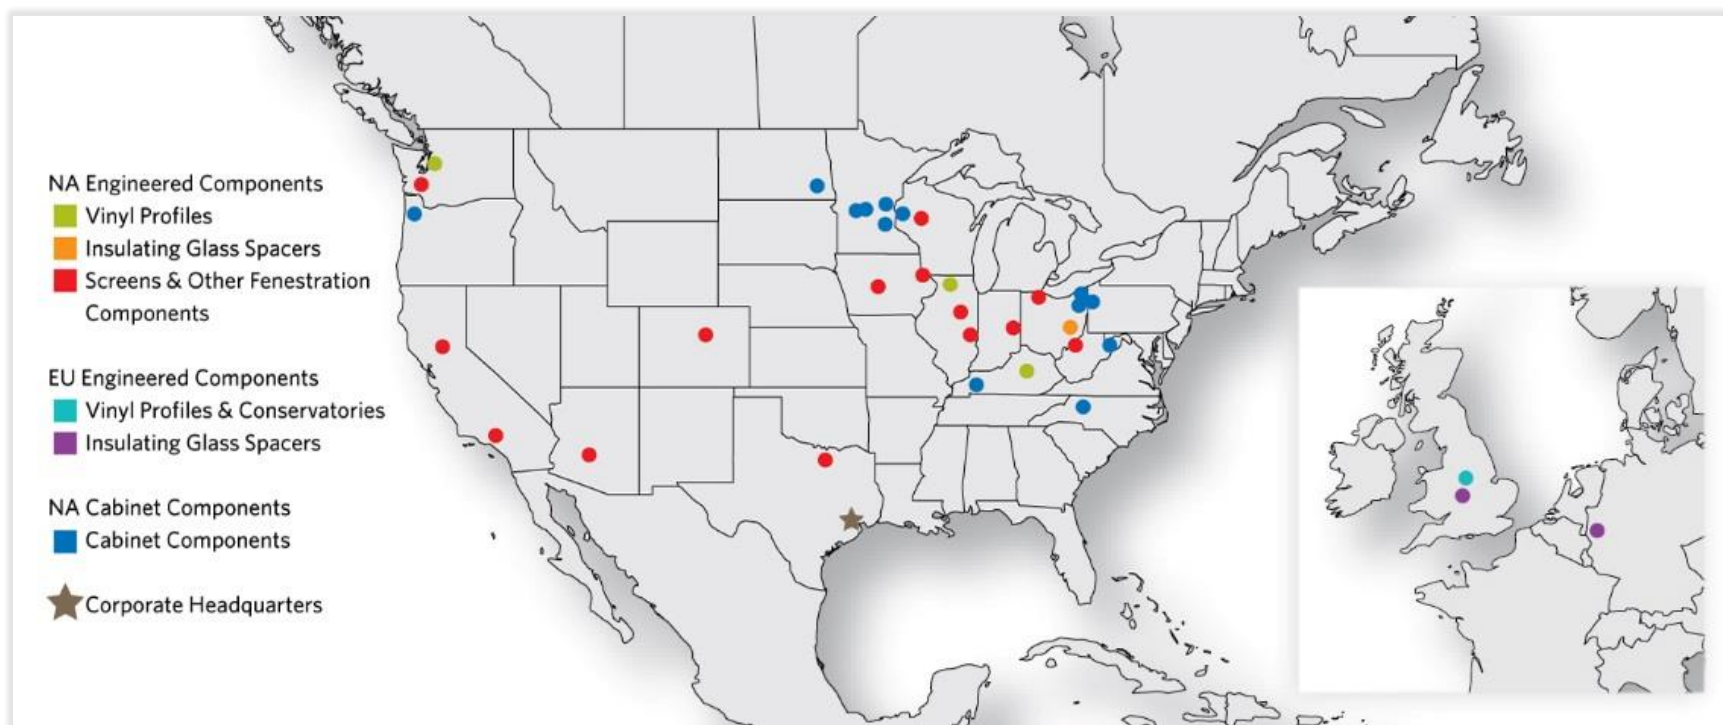 NA Engineered Components
Vinyl Profiles
Insulating Glass Spacers
Screens & Other Fenestration
Components
EU Engineered Components
Vinyl Profiles & Conservatories
Insulating Glass Spacers
NA Cabinet Components
Cabinet Components
Corporate Headquarters